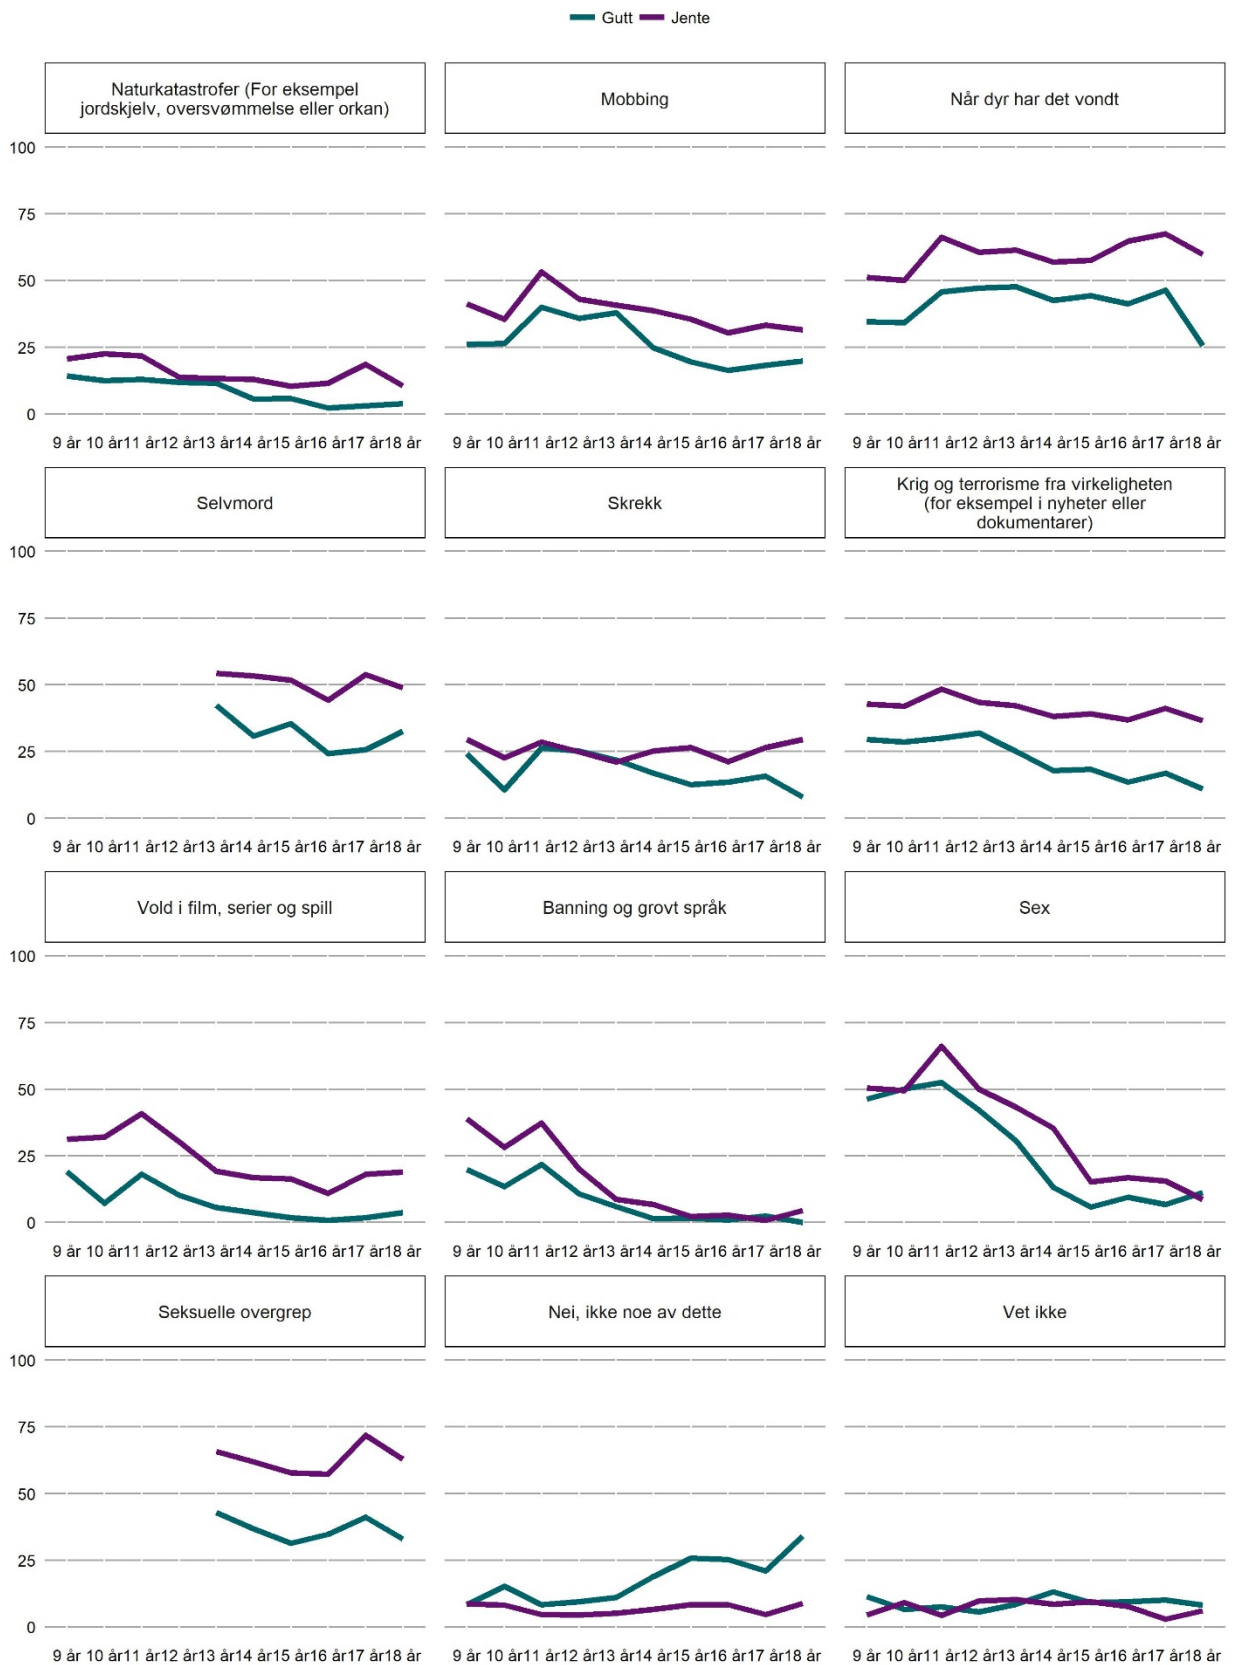 Gutt Jente
Naturkatastrofer (For eksempel
jordskjelv, oversvømmelse eller orkan)
Mobbing
Når dyr har det vondt
100
75
50
25
0
9 år 10 år11 år12 år13 år14 år15 år16 år17 år18 år
9 år 10 år11 år12 år13 år14 år15 år16 år17 år18 år
9 år 10 år11 år12 år13 år14 år15 år16 år17 år18 år
Selvmord
Skrekk
Krig og terrorisme fra virkeligheten
(for eksempel i nyheter eller
dokumentarer)
100
75
50
25
0
9 år 10 år11 år12 år13 år14 år15 år16 år17 år18 år
9 år 10 år11 år12 år13 år14 år15 år16 år17 år18 år
9 år 10 år11 år12 år13 år14 år15 år16 år17 år18 år
Vold i film, serier og spill
Banning og grovt språk
Sex
100
75
50
25
0
9 år 10 år11 år12 år13 år14 år15 år16 år17 år18 år
9 år 10 år11 år12 år13 år14 år15 år16 år17 år18 år
9 år 10 år11 år12 år13 år14 år15 år16 år17 år18 år
Seksuelle overgrep
Nei, ikke noe av dette
Vet ikke
100
75
50
25
0
9 år 10 år11 år12 år13 år14 år15 år16 år17 år18 år
9 år 10 år11 år12 år13 år14 år15 år16 år17 år18 år
9 år 10 år11 år12 år13 år14 år15 år16 år17 år18 år